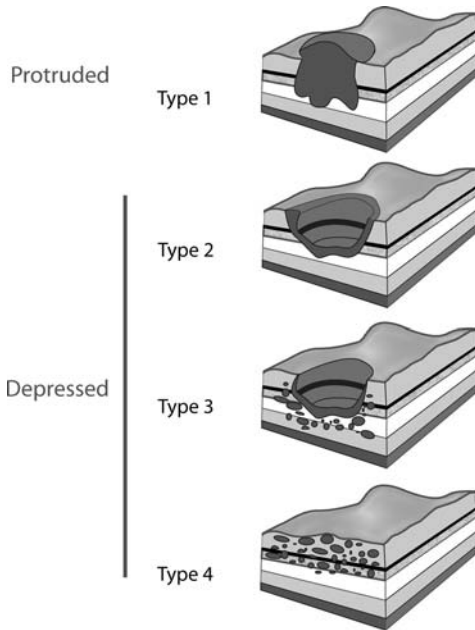 Protruded
Type 1
Type 2
Depressed
Type 3
Type 4